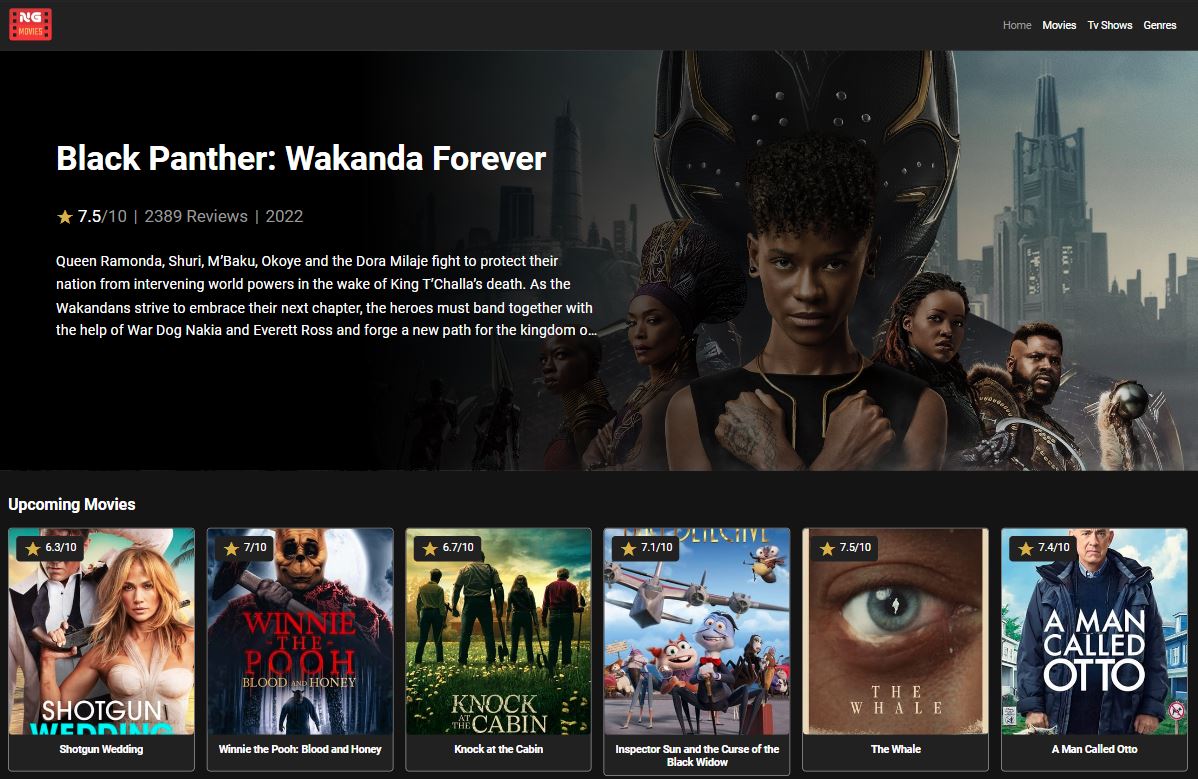 NG
MOVIES
Home Movies Tv Shows Genres
Black Panther: Wakanda Forever
7.5/10 | 2389 Reviews | 2022
Queen Ramonda, Shuri, M’Baku, Okoye and the Dora Milaje fight to protect their
nation from intervening world powers in the wake of King T’Challa’s death. As the
Wakandans strive to embrace their next chapter, the heroes must band together with
the help of War Dog Nakia and Everett Ross and forge a new path for the kingdom o...
Upcoming Movies
6.3/10
SHOTGUN
WEDDING
Shotgun Wedding
7/10
WINNIE
THE
POOH
BLOOD AND HONEY
Winnie the Pooh: Blood and Honey
6.7/10
KNOCK
AT THE CABIN
Knock at the Cabin
7.1/10
DETECTIVE
Inspector Sun and the Curse of the
Black Widow
7.5/10
THE
WHALE
The Whale
7.4/10
A MAN
CALLED
OTTO
A Man Called Otto